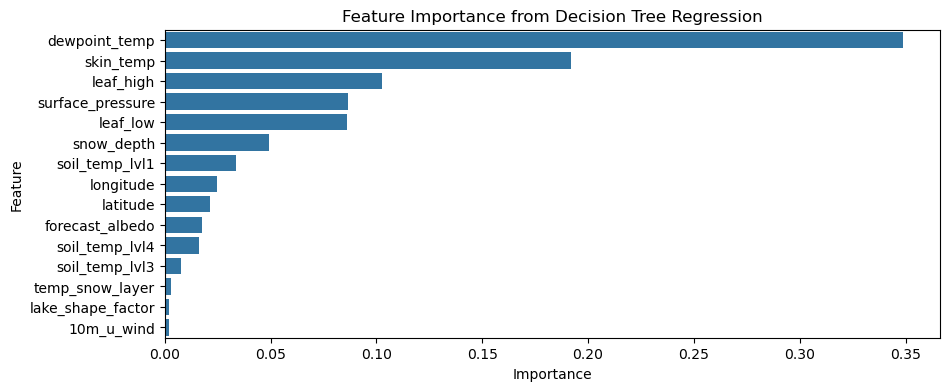 Feature Importance from Decision Tree Regression
Feature
dewpoint_temp
skin_temp
leaf_high
surface_pressure
leaf_low
snow_depth
soil_temp_lvl1
longitude
latitude
forecast_albedo
soil_temp_lvl4
soil_temp_lvl3
temp_snow_layer
lake_shape_factor
10m_u_wind
0.00 0.05 0.10 0.15 0.20 0.25 0.30 0.35
Importance